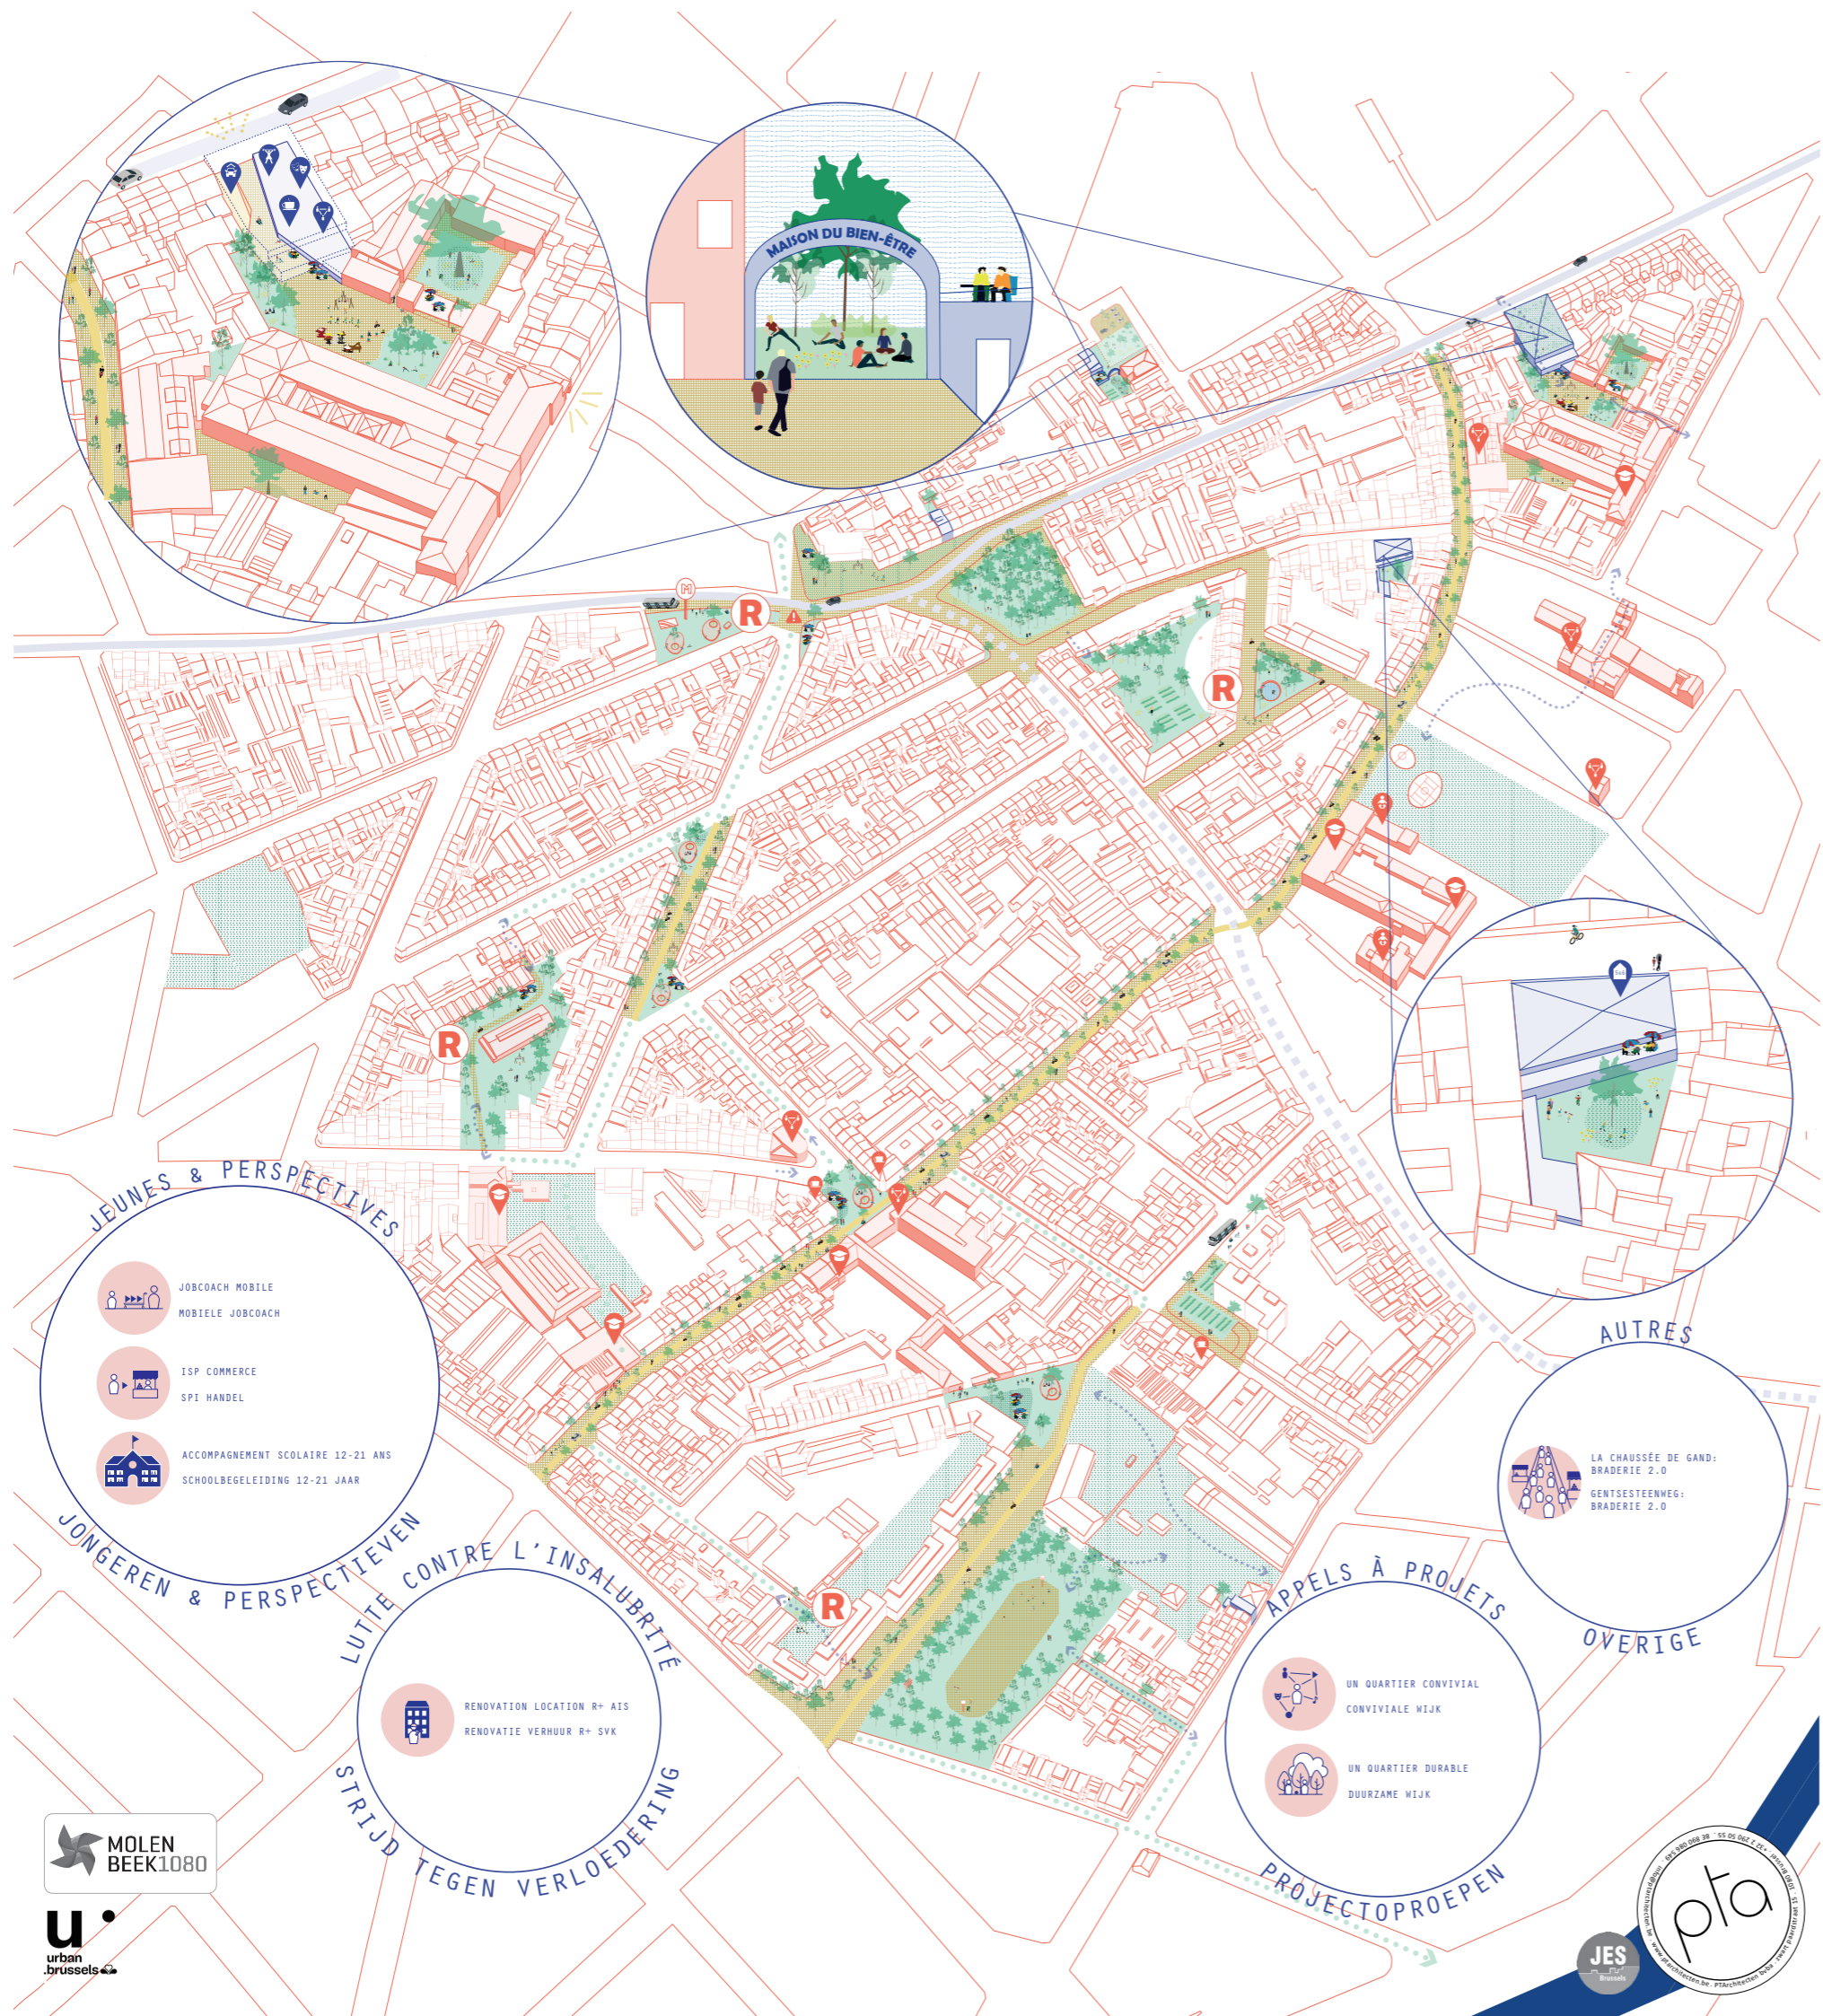 MAISON DU BIEN-ÊTRE
M
R
R
R
R
JEUNES & PERSPECTIVES
JOBCOACH MOBILE
MOBIELE JOBCOACH
ISP COMMERCE
SPI HANDEL
ACCOMPAGNEMENT SCOLAIRE 12-21 ANS
SCHOOLBEGELEIDING 12-21 JAAR
JONGEREN & PERSPECTIEVEN
LUTTE CONTRE L'INSALUBRITÉ
RENOVATION LOCATION R+ AIS
RENOVATIE VERHUUR R+ SVK
STRIJD TEGEN VERLOEDERING
AUTRES
LA CHAUSSÉE DE GAND:
BRADERIE 2.0
GENTSESTEENWEG:
BRADERIE 2.0
OVERIGE
APPELS À PROJETS
UN QUARTIER CONVIVIAL
CONVIVIALE WIJK
UN QUARTIER DURABLE
DUURZAME WIJK
PROJECTOPROEPEN
MOLEN
BEEK1080
u
urban
.brussels
JES
Brussels
pta